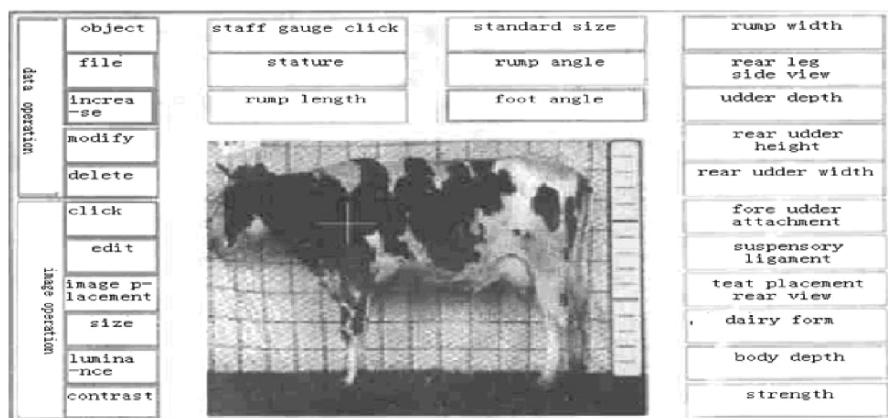 data operation
object
file
increa
-se
modify
delete
image operation
click
edit
image p-
lacement
size
lumina
-nce
contrast
staff gauge click
standard size
stature
rump angle
rump length
foot angle
rump width
rear leg
side view
udder depth
rear udder
height
rear udder width
fore udder
attachment
suspensory
ligament
teat placement
rear view
dairy form
body depth
strength